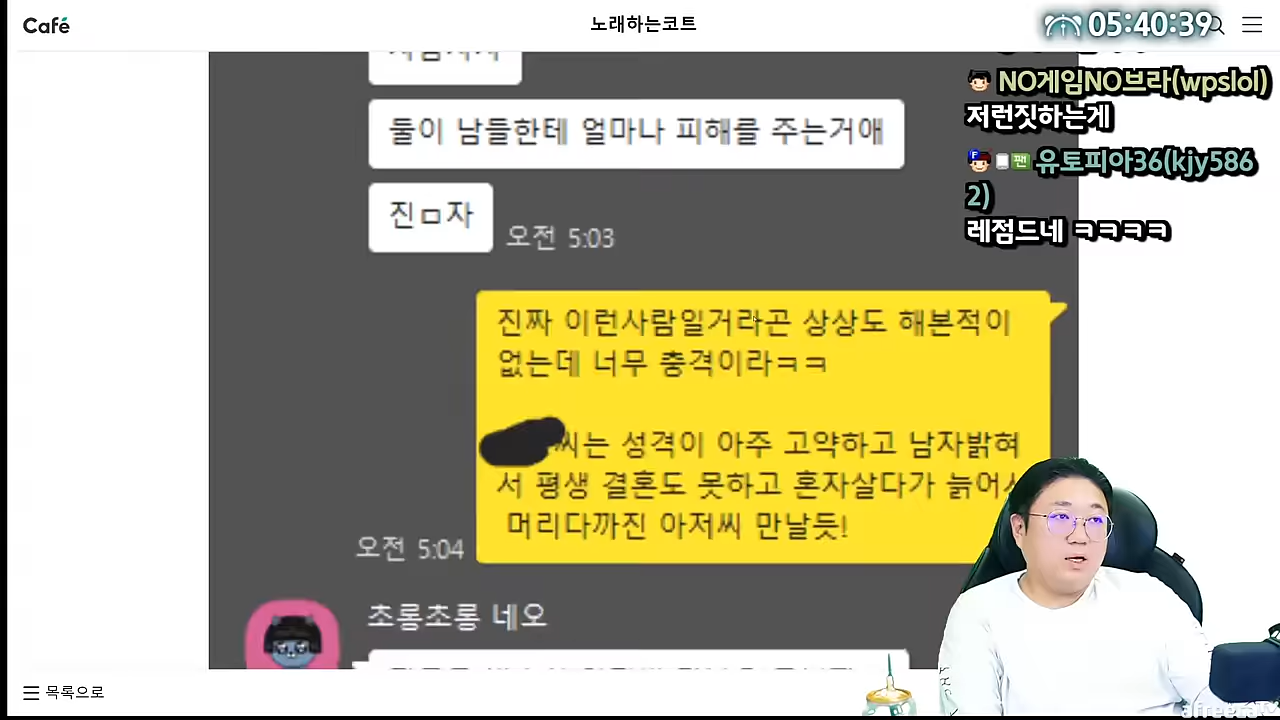 Café
노래하는코트
05:40:39
NO게임NO브라(wpslol)
저런짓하는게
유토피아36(kjy586
2)
레점드네 ㅋㅋㅋㅋ
둘이 남들한테 얼마나 피해를 주는거애
진ㅁ자
오전 5:03
진짜 이런사람일거라곤 상상도 해본적이
없는데 너무 충격이라ㅋㅋ
씨는 성격이 아주 고약하고 남자밝혀
서 평생 결혼도 못하고 혼자살다가 늙어서
머리다까진 아저씨 만날듯!
오전 5:04
초롱초롱 네오
목록으로
afreecaTV